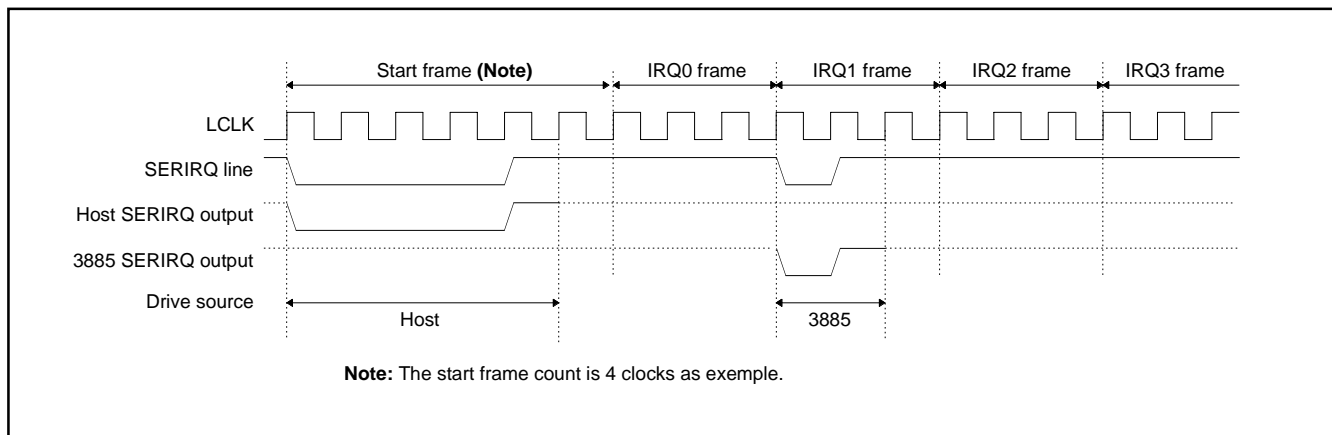 Start frame (Note) IRQ0 frame IRQ1 frame IRQ2 frame IRQ3 frame
LCLK
SERIRQ line
Host SERIRQ output
3885 SERIRQ output
Drive source
Host 3885
Note: The start frame count is 4 clocks as exemple.